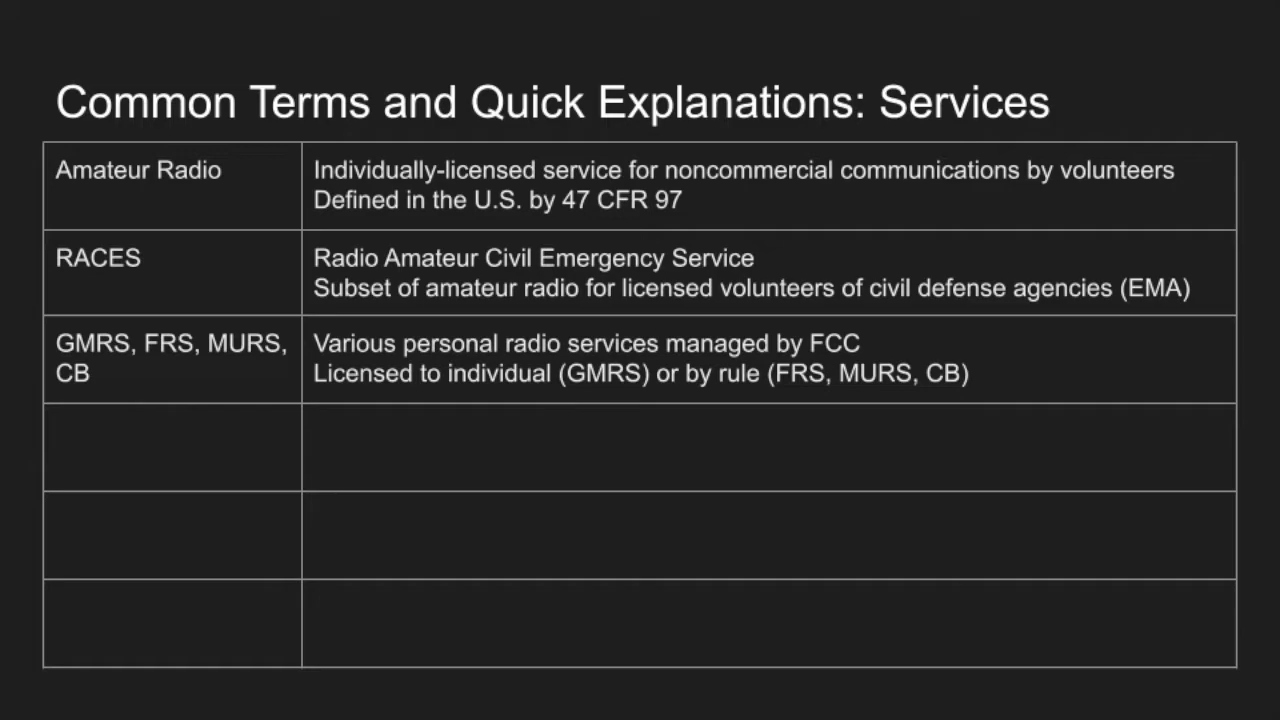 Common Terms and Quick Explanations: Services
Amateur Radio
Individually-licensed service for noncommercial communications by volunteers
Defined in the U.S. by 47 CFR 97
RACES
Radio Amateur Civil Emergency Service
Subset of amateur radio for licensed volunteers of civil defense agencies (EMA)
GMRS, FRS, MURS,
CB
Various personal radio services managed by FCC
Licensed to individual (GMRS) or by rule (FRS, MURS, CB)